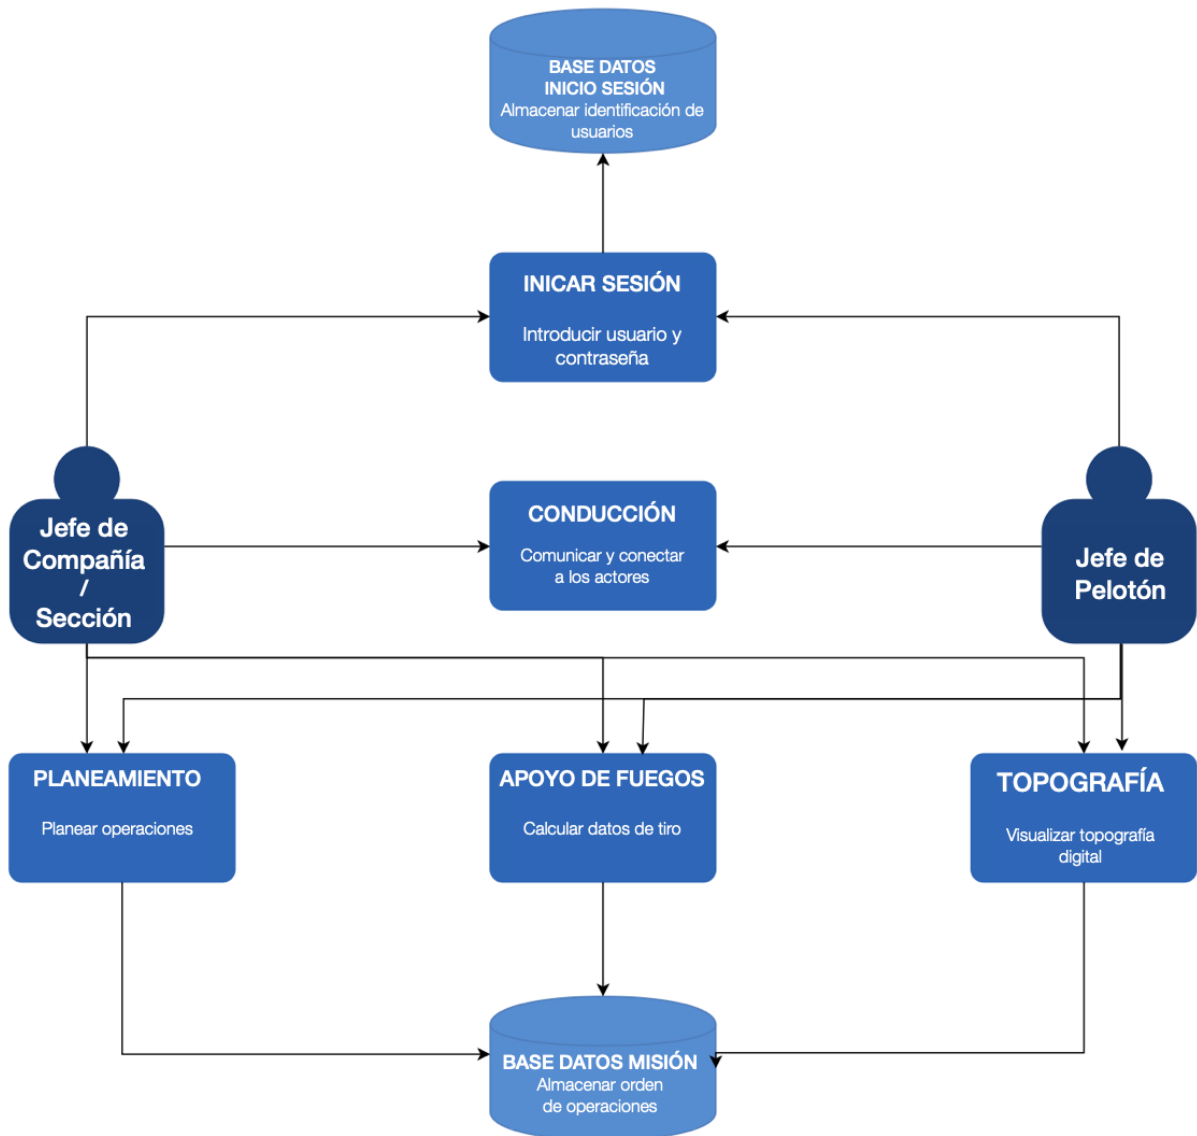 BASE DATOS
INICIO SESIÓN
Almacenar identificación de
usuarios
INICAR SESIÓN
Introducir usuario y
contraseña
Jefe de
Compañía
/
Sección
CONDUCCIÓN
Comunicar y conectar
a los actores
Jefe de
Pelotón
PLANEAMIENTO
Planear operaciones
APOYO DE FUEGOS
Calcular datos de tiro
TOPOGRAFÍA
Visualizar topografía
digital
BASE DATOS MISIÓN
Almacenar orden
de operaciones